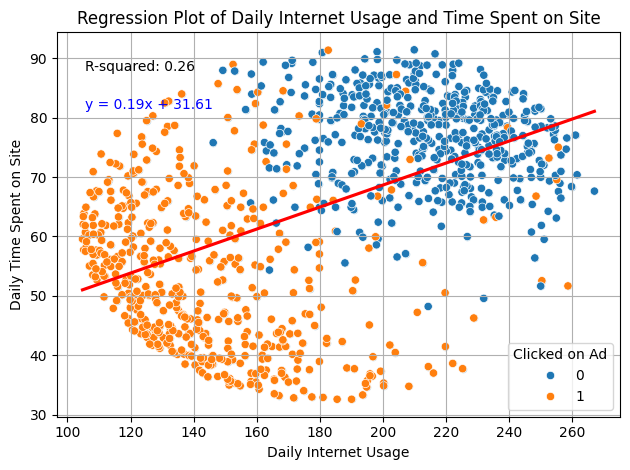 Regression Plot of Daily Internet Usage and Time Spent on Site
R-squared: 0.26
y = 0.19x + 31.61
Daily Time Spent on Site
90
80
70
60
50
40
30
100 120 140 160 180 200 220 240 260
Daily Internet Usage
Clicked on Ad
0
1